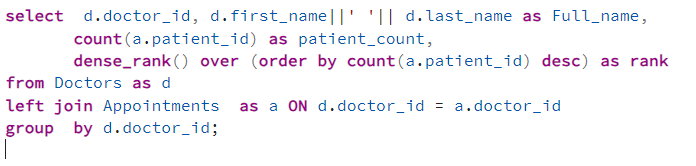 select  d.doctor_id, d.first_name||' '|| d.last_name as Full_name,
count(a.patient_id) as patient_count,
dense_rank() over (order by count(a.patient_id) desc) as rank
from Doctors as d
left join Appointments  as a ON d.doctor_id = a.doctor_id
group  by d.doctor_id;